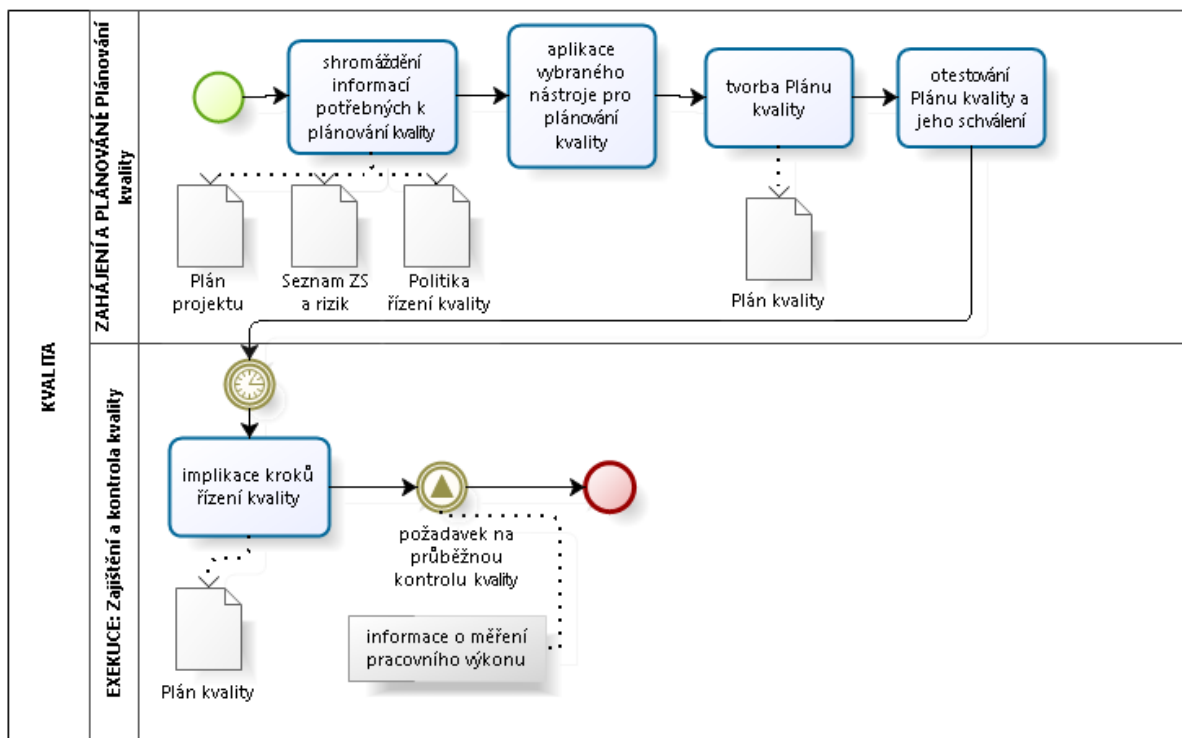 KVALITA
ZAHÁJENÍ A PLÁNOVÁNÉ Plánování
kvality
shromáždění
informací
potřebných k
plánování kvality
aplikace
vybraného
nástroje pro
plánování
kvality
tvorba Plánu
kvality
otestování
Plánu kvality a
jeho schválení
Plán
projektu
Seznam ZS
a rizik
Politika
řízení kvality
Plán kvality
EXEKUCE: Zajištění a kontrola kvality
implikace kroků
řízení kvality
požadavek na
průběžnou
kontrolu kvality
informace o měření
pracovního výkonu
Plán kvality